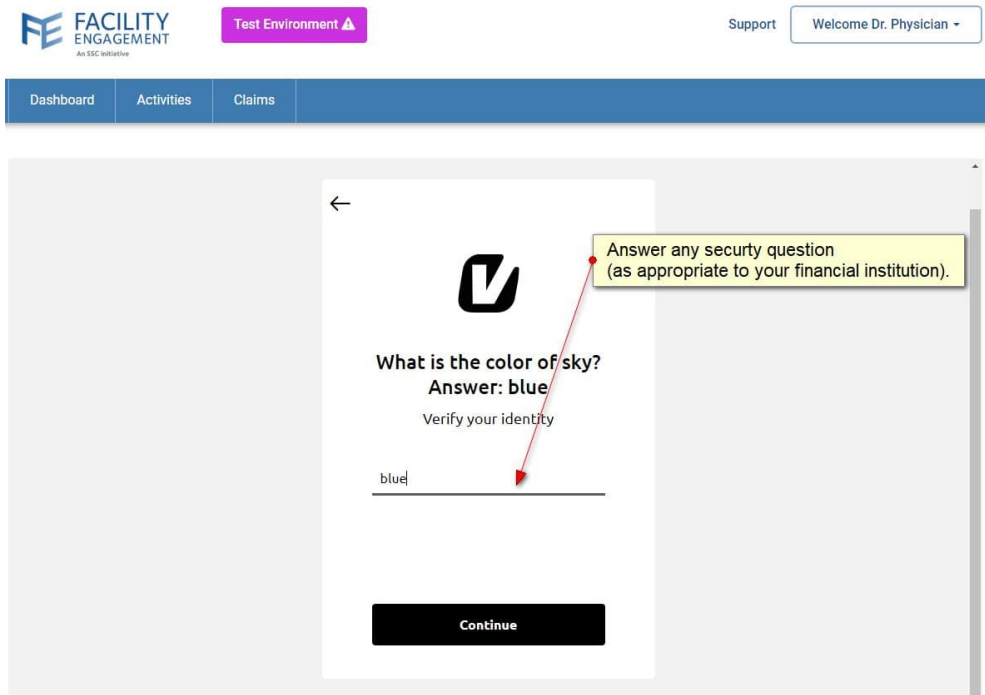 FACILITY
ENGAGEMENT
An SSC Initiative
Test Environment
Support
Welcome Dr. Physician
Dashboard
Activities
Claims
Answer any securty question
(as appropriate to your financial institution).
What is the color of sky?
Answer: blue
Verify your identity
blue
Continue